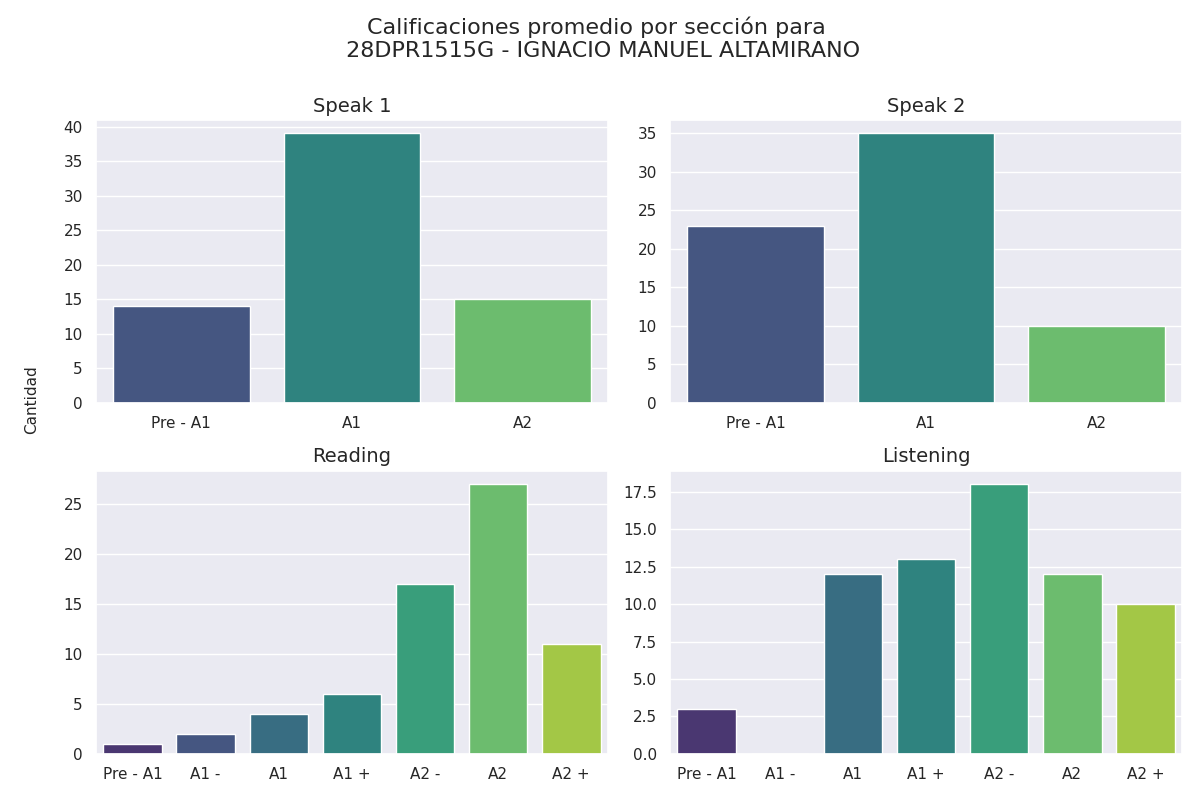 Calificaciones promedio por sección para
28DPR1515G - IGNACIO MANUEL ALTAMIRANO
Cantidad
Speak 1
40
35
30
25
20
15
10
5
0
Pre - A1 A1 A2
Speak 2
35
30
25
20
15
10
5
0
Pre - A1 A1 A2
Reading
25
20
15
10
5
0
Pre - A1 A1 - A1 A1 + A2 - A2 A2 +
Listening
17.5
15.0
12.5
10.0
7.5
5.0
2.5
0.0
Pre - A1 A1 - A1 A1 + A2 - A2 A2 +